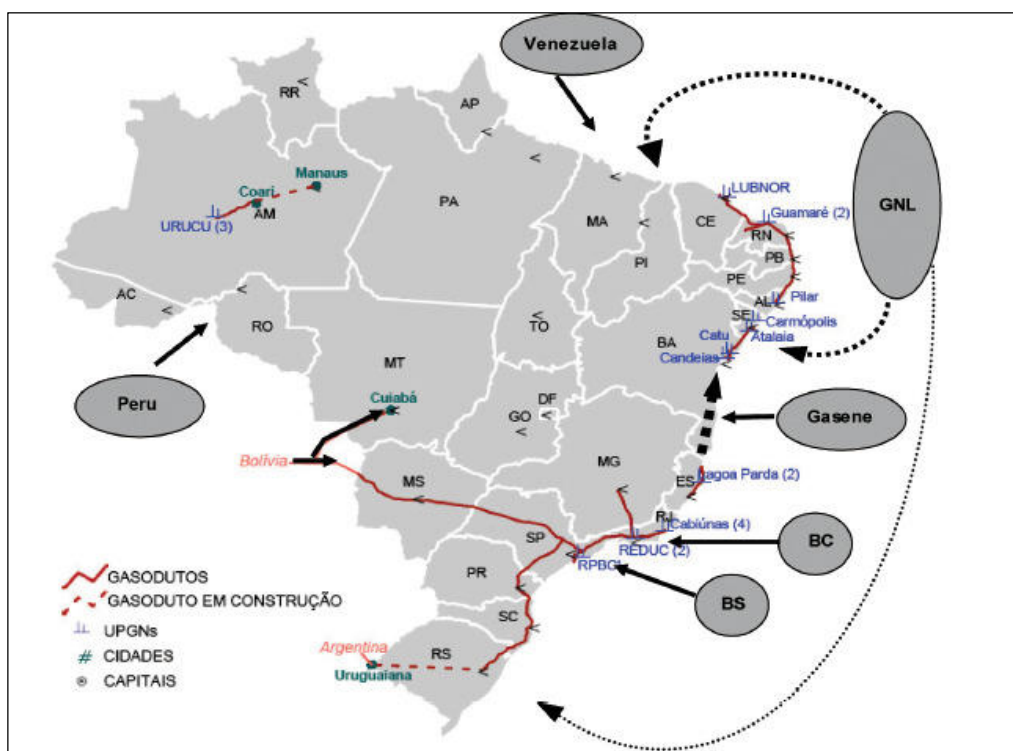 Venezuela
RR
AP
GNL
Manaus
Coari
AM
URUCU (3)
PA
MA
CE
LUBNOR
Guamaré (2)
RN
PB
PI
PE
AL
Pilar
SE
Carmópolis
Atalaia
AC
RO
TO
BA
Catu
Candeias
MT
Peru
Cuiabá
DF
GO
Gasene
Bolívia
MS
MG
ES
Lagoa Parda (2)
RJ
Cabiúnas (4)
SP
REDUC (2)
BC
RPBC
PR
BS
SC
GASODUTOS
GASODUTO EM CONSTRUÇÃO
UPGNs
CIDADES
CAPITAIS
Argentina
RS
Uruguaiana